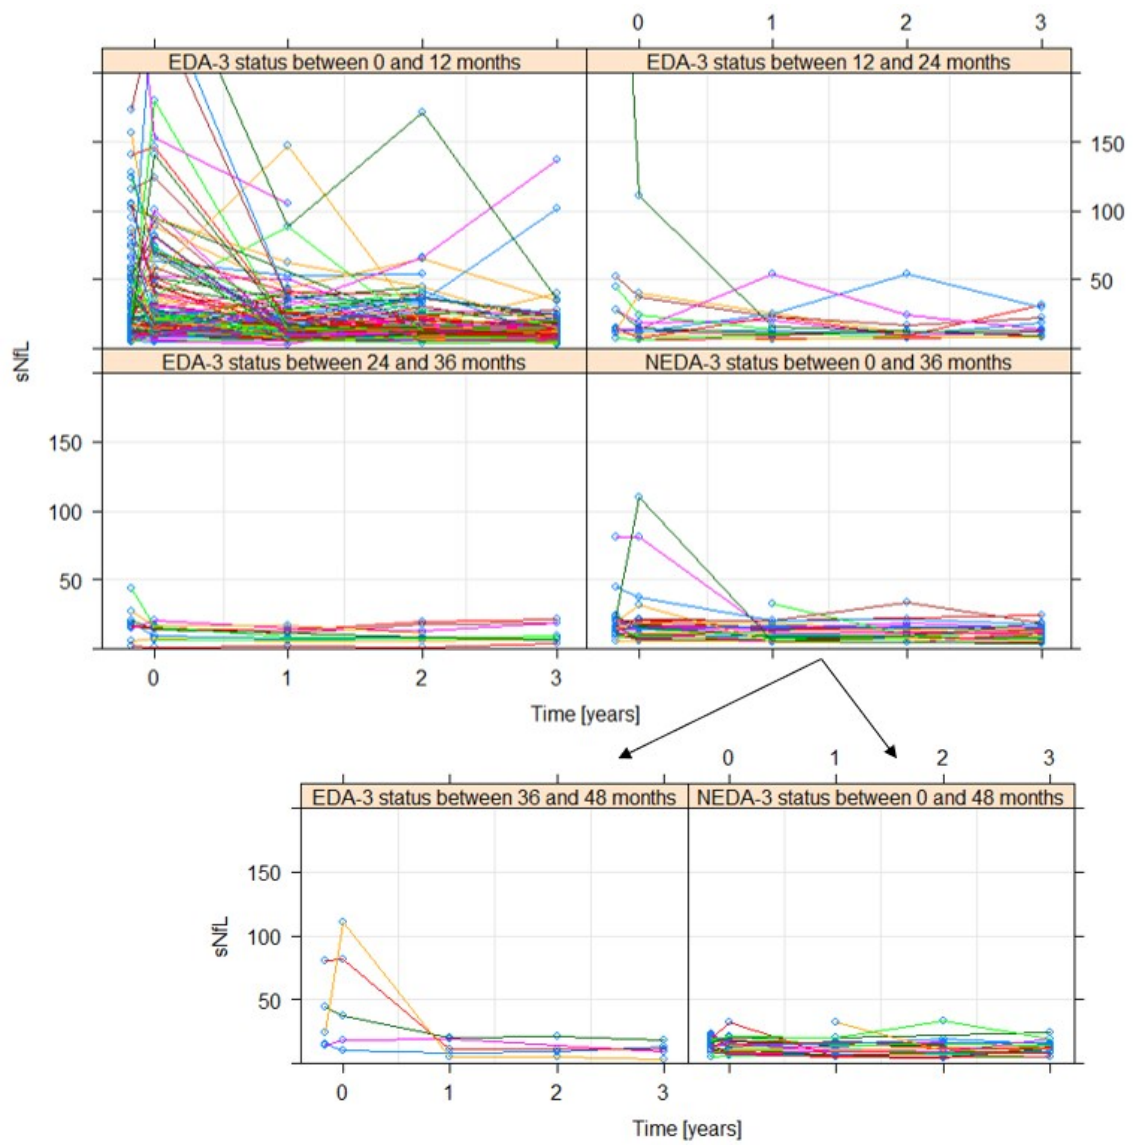 0 1 2 3
EDA-3 status between 0 and 12 months EDA-3 status between 12 and 24 months
150
100
50
EDA-3 status between 24 and 36 months NEDA-3 status between 0 and 36 months
sNfL
150
100
50
0 1 2 3
Time [years]
0 1 2 3
EDA-3 status between 36 and 48 months NEDA-3 status between 0 and 48 months
150
100
sNfL
50
0 1 2 3
Time [years]